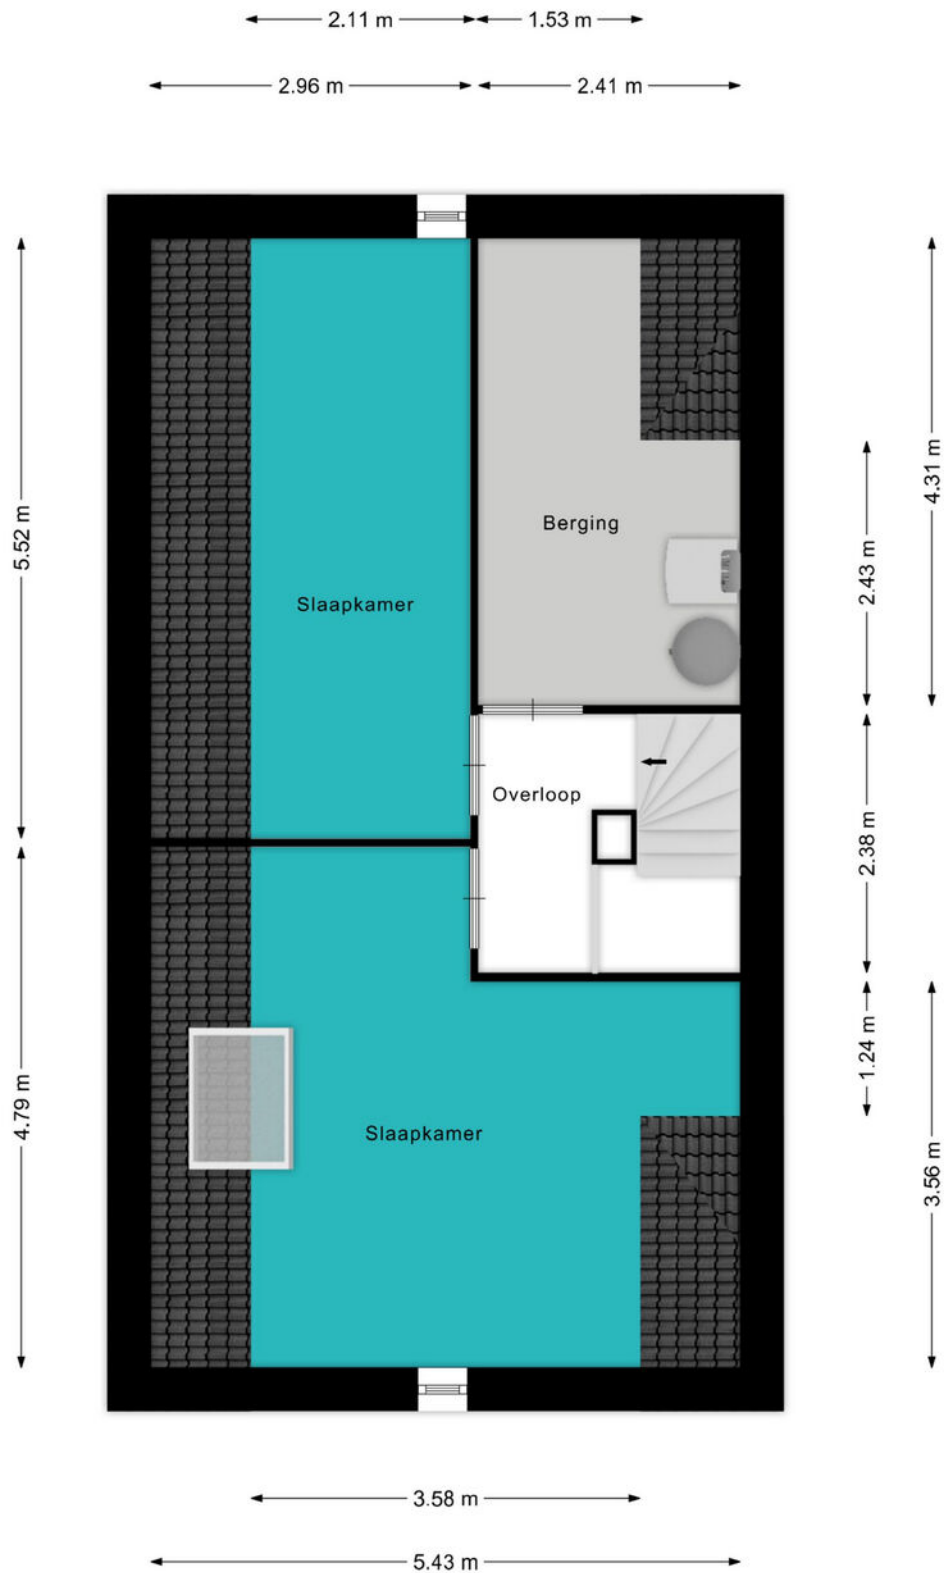 2.11 m
1.53 m
2.96 m
2.41 m
5.52 m
4.31 m
Berging
2.43 m
Slaapkamer
Overloop
2.38 m
1.24 m
4.79 m
Slaapkamer
3.56 m
3.58 m
5.43 m